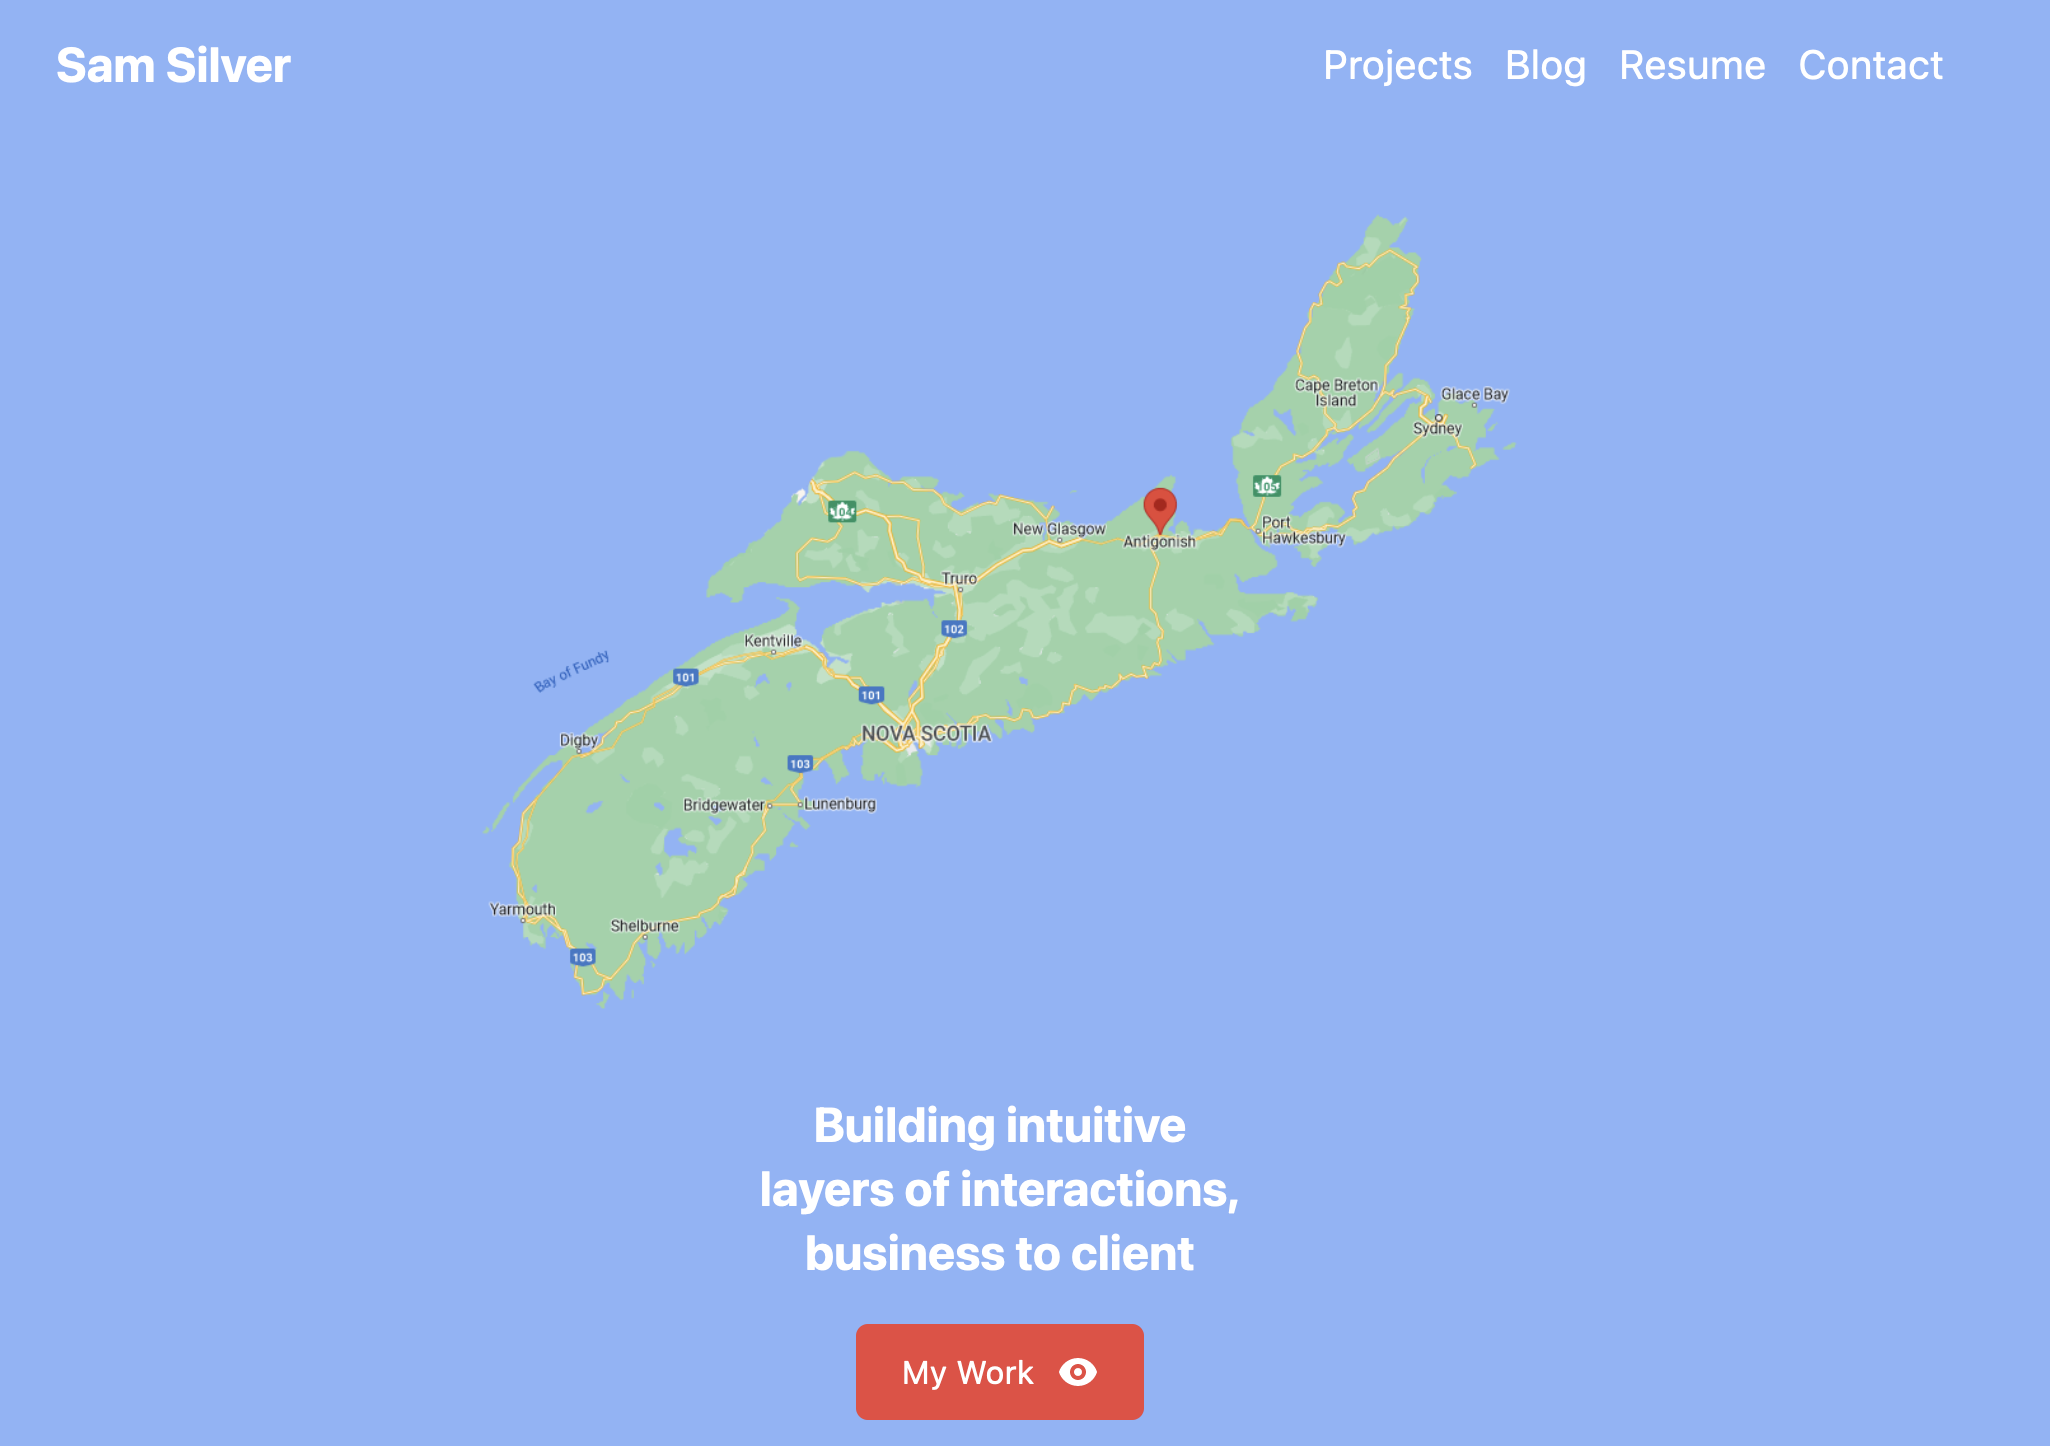 Sam Silver
Projects Blog Resume Contact
Cape Breton
Island
Glace Bay
Sydney
105
104
New Glasgow
Antigonish
Port
Hawkesbury
Truro
102
Kentville
Bay of Fundy
101
101
NOVA SCOTIA
Digby
103
Bridgewater
Lunenburg
Yarmouth
Shelburne
103
Building intuitive
layers of interactions,
business to client
My Work